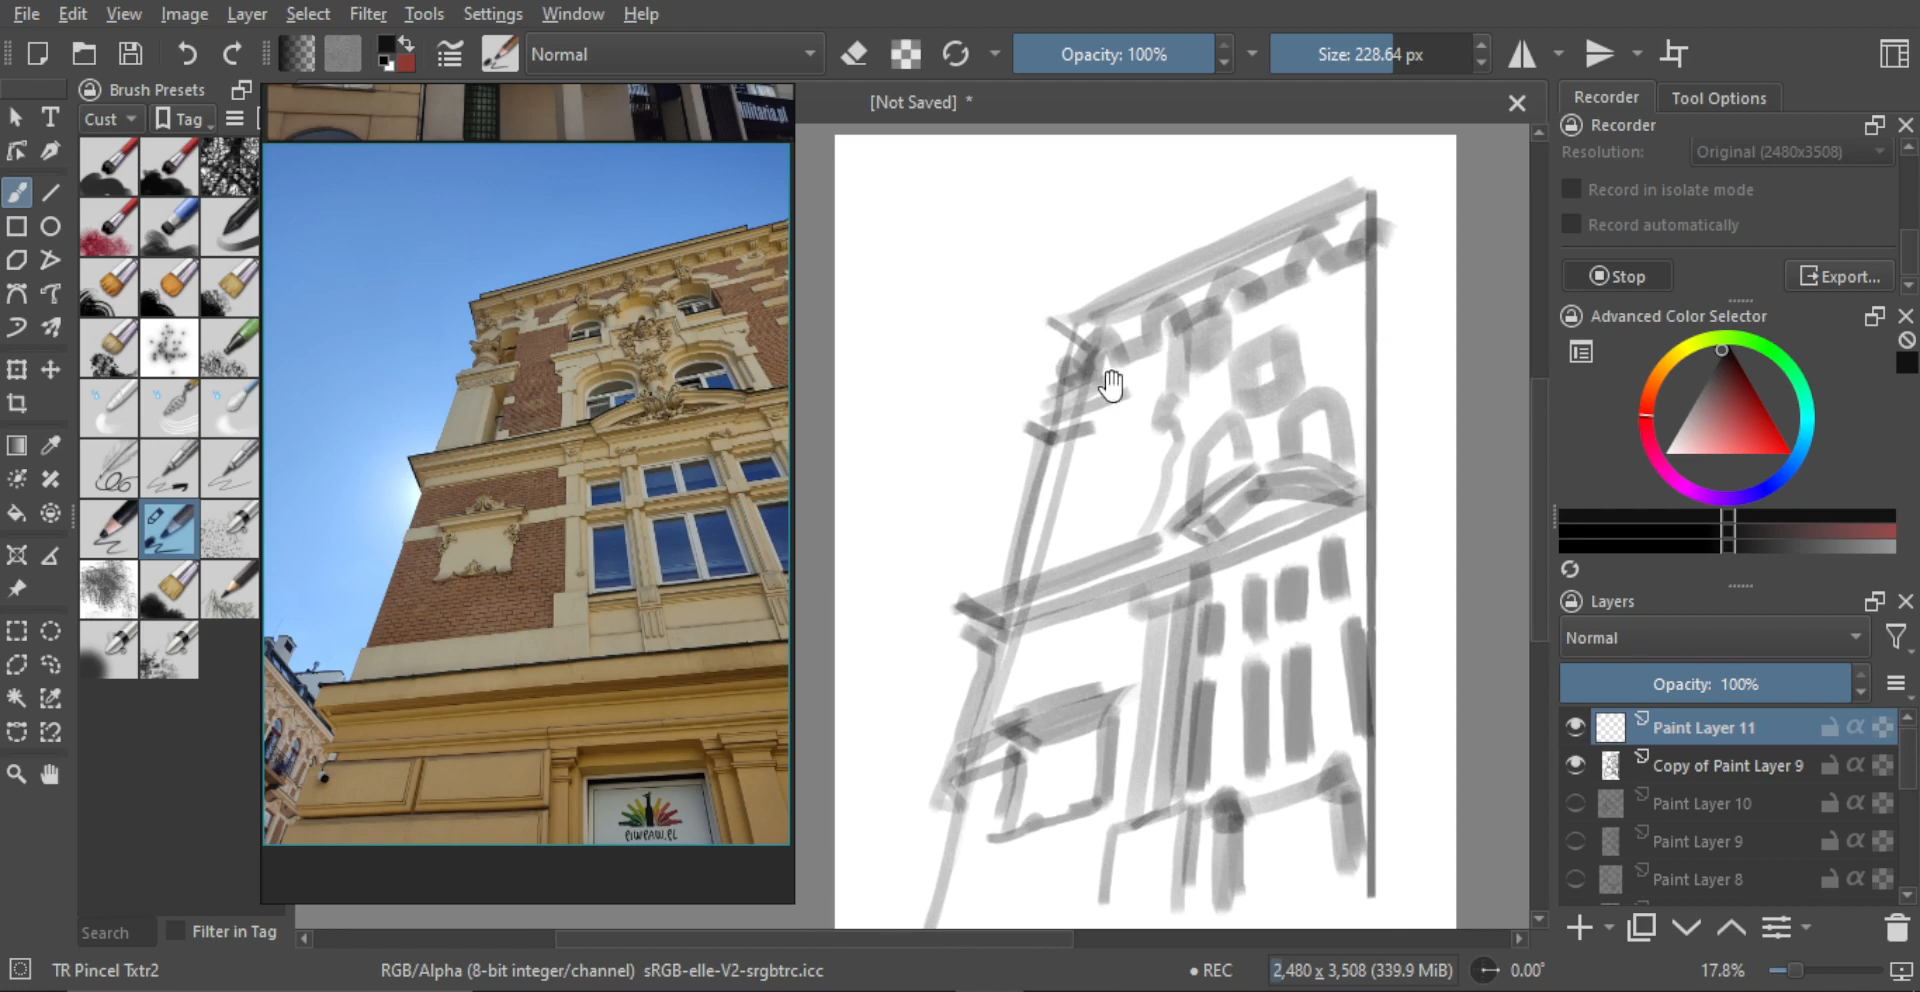 File Edit View Image Layer Select Filter Tools Settings Window Help
Normal
Opacity: 100%
Size: 228.64 px
Brush Presets
Cust
Tag
militaria.pl
[Not Saved] *
Recorder
Tool Options
Recorder
Resolution:
Original (2480x3508)
Record in isolate mode
Record automatically
Stop
Export...
Advanced Color Selector
Layers
Normal
Opacity: 100%
Paint Layer 11
Copy of Paint Layer 9
Paint Layer 10
Paint Layer 9
Paint Layer 8
Search
Filter in Tag
TR Pincel Txtr2
RGB/Alpha (8-bit integer/channel) sRGB-elle-V2-srgbtrc.icc
● REC
2,480 x 3,508 (339.9 MiB)
0.00°
17.8%